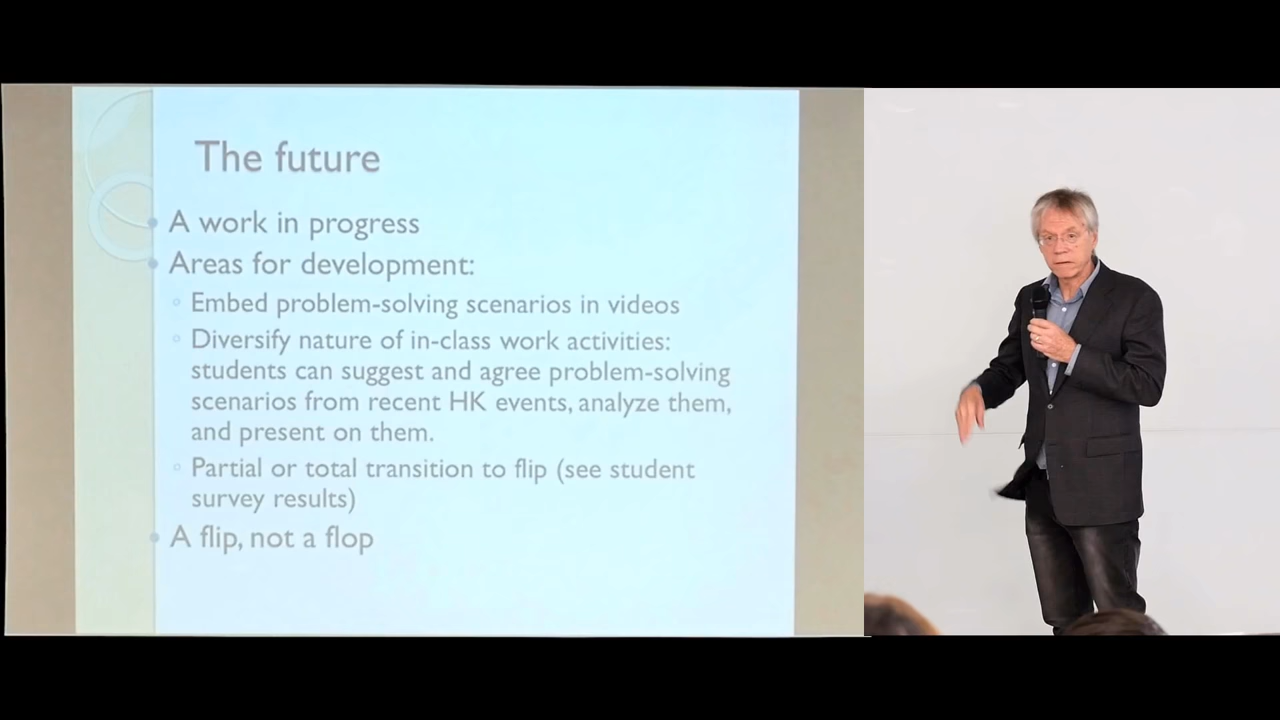 The future
A work in progress
Areas for development:
Embed problem-solving scenarios in videos
Diversify nature of in-class work activities:
students can suggest and agree problem-solving
scenarios from recent HK events, analyze them,
and present on them.
Partial or total transition to flip (see student
survey results)
A flip, not a flop